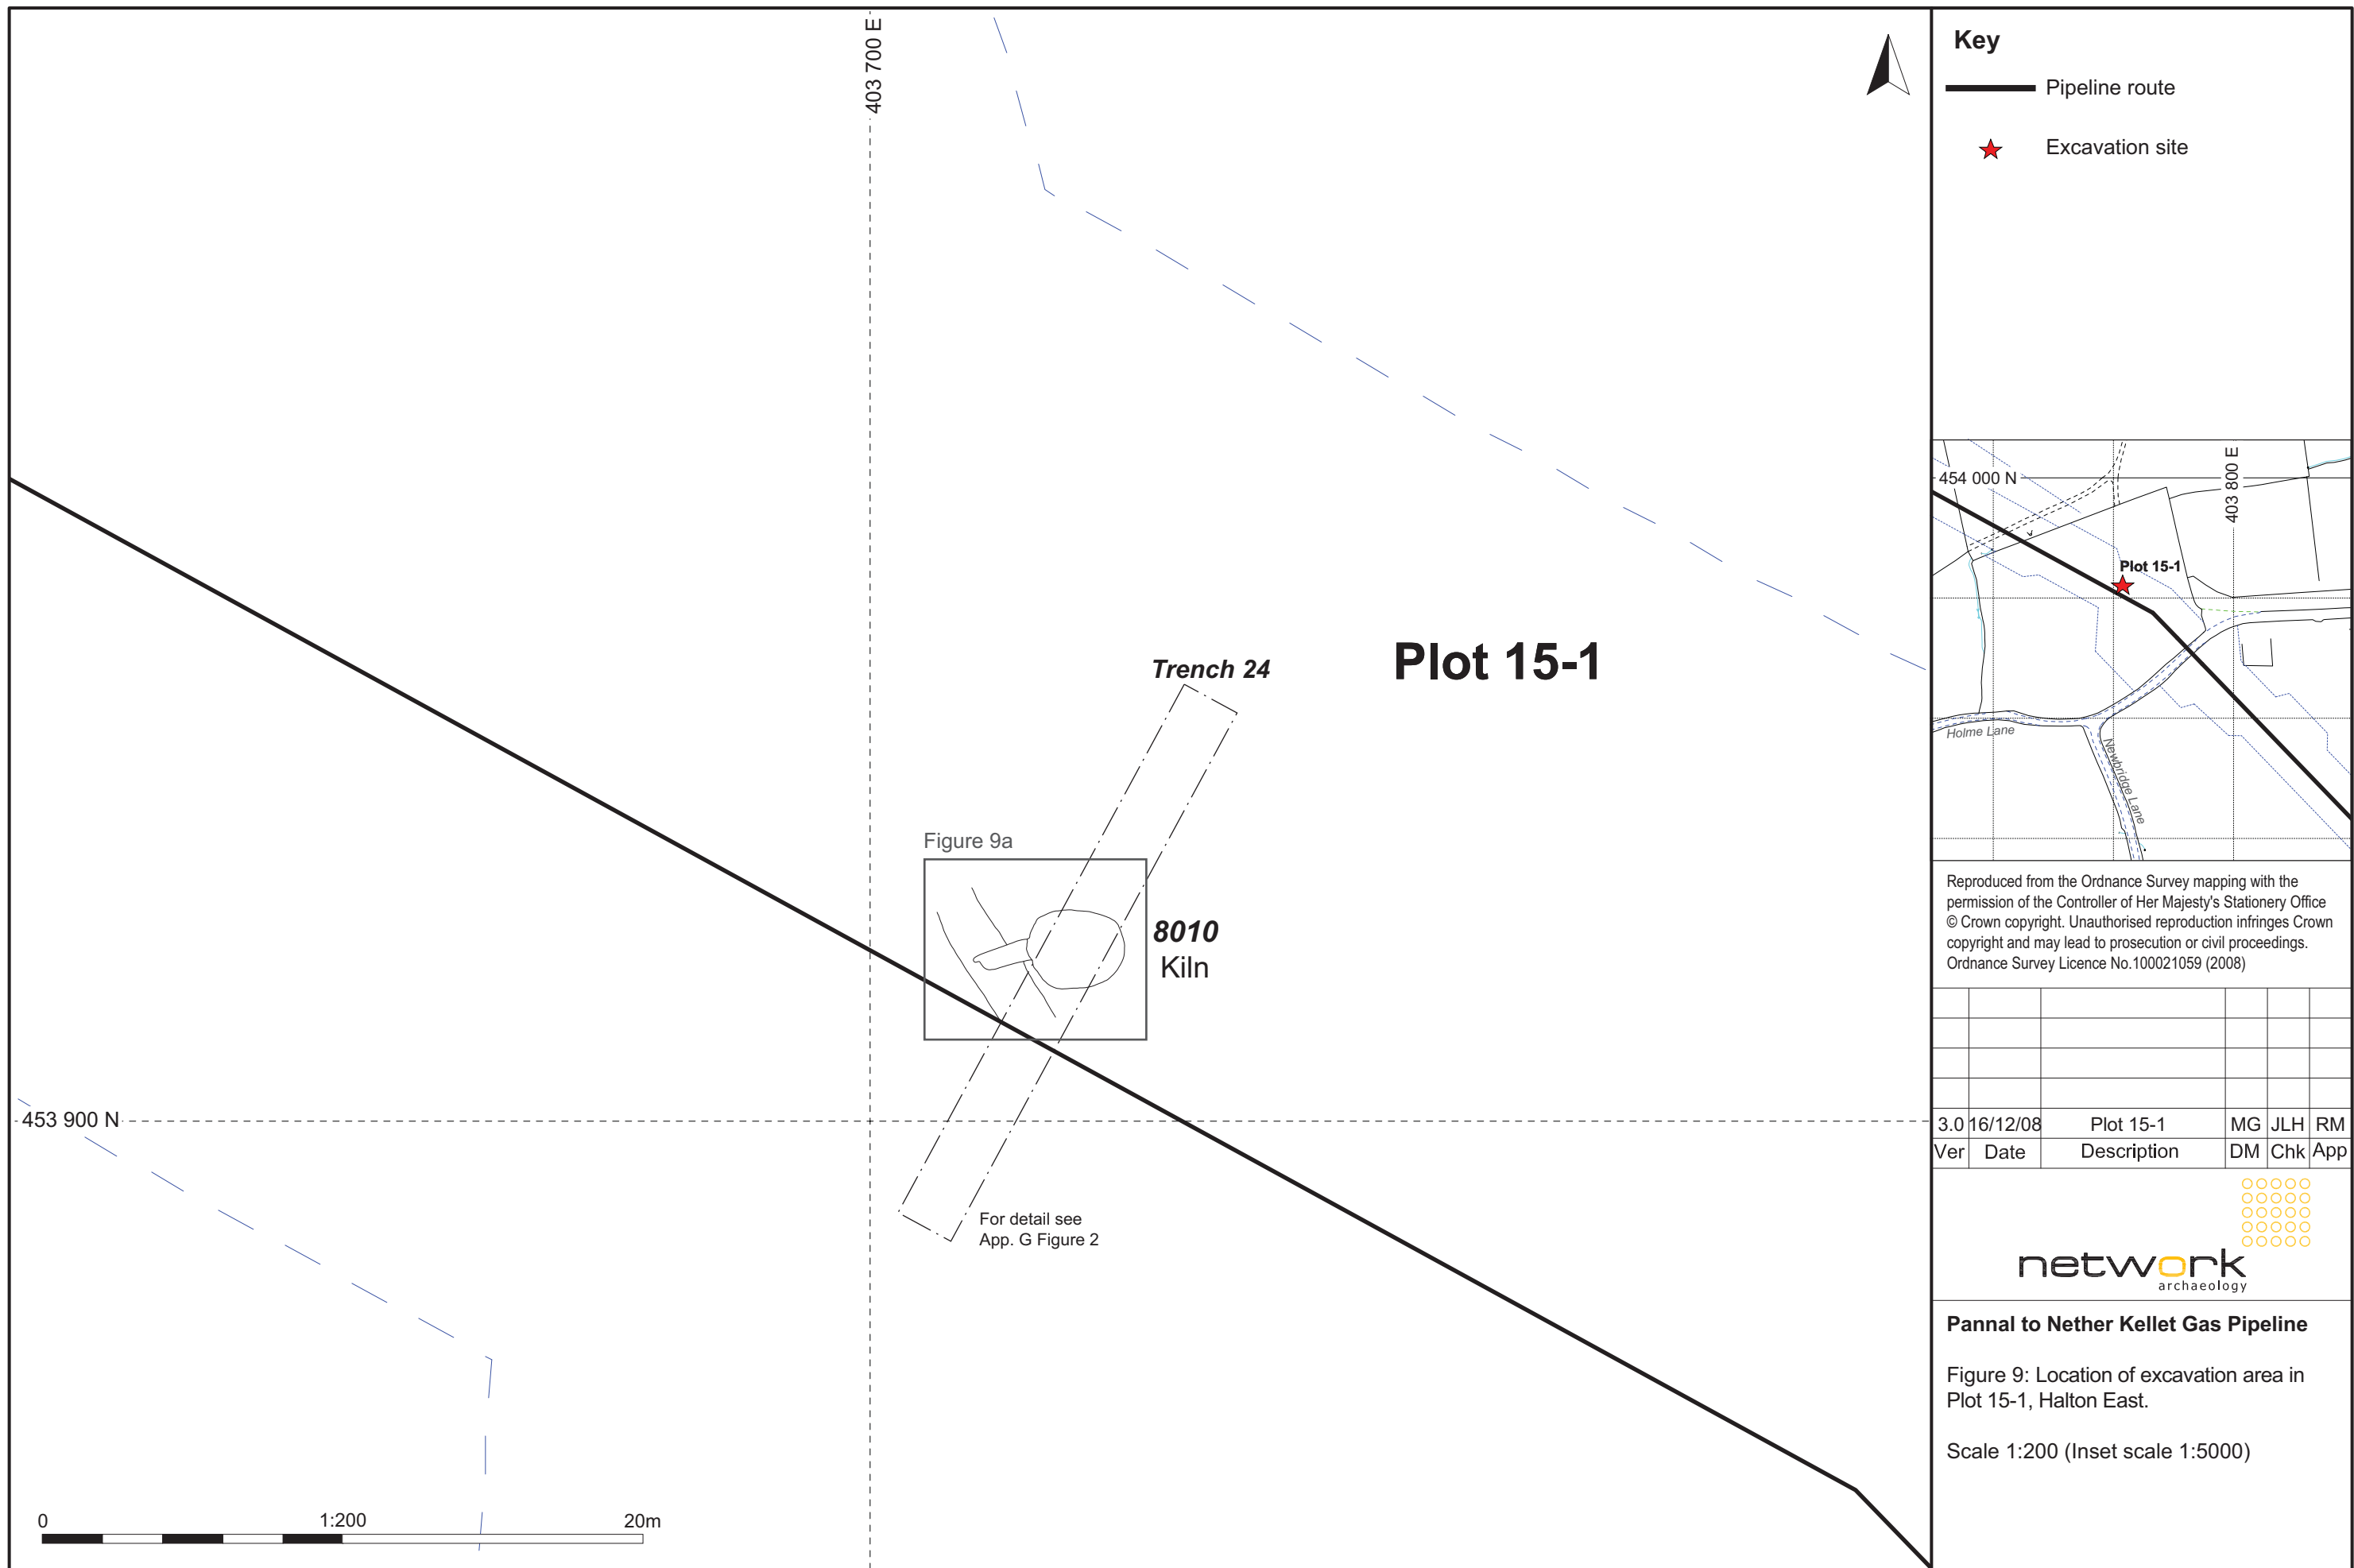 403 700 E
Trench 24
Plot 15-1
Figure 9a
8010
Kiln
453 900 N
For detail see
App. G Figure 2
0
1:200
20m
Key
Pipeline route
Excavation site
454 000 N
403 800 E
Plot 15-1
Holme Lane
Newbridge Lane
Reproduced from the Ordnance Survey mapping with the
permission of the Controller of Her Majesty's Stationery Office
© Crown copyright. Unauthorised reproduction infringes Crown
copyright and may lead to prosecution or civil proceedings.
Ordnance Survey Licence No.100021059 (2008)
3.0 16/12/08 Plot 15-1 MG JLH RM
Ver Date Description DM Chk App
network
archaeology
Pannal to Nether Kellet Gas Pipeline
Figure 9: Location of excavation area in
Plot 15-1, Halton East.
Scale 1:200 (Inset scale 1:5000)